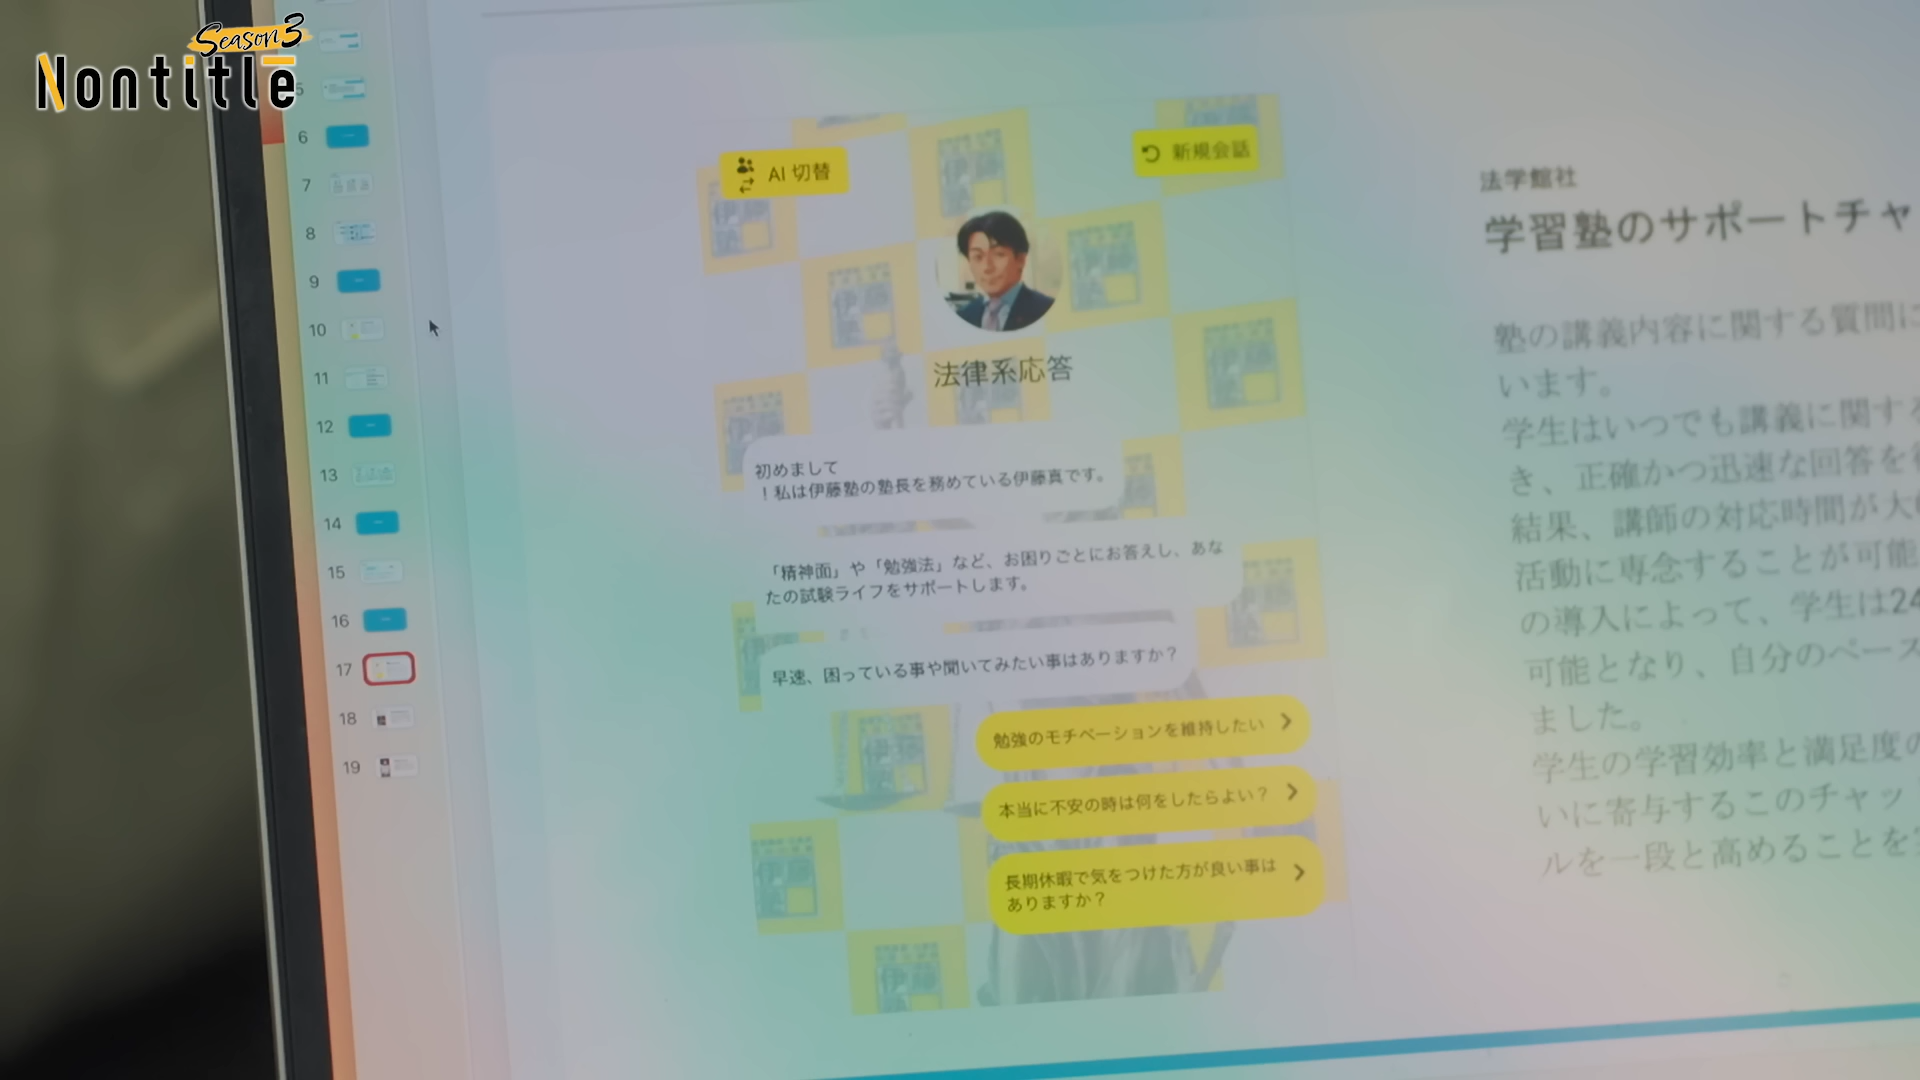 Season3
Nontitle
5
6
7
8
9
10
11
12
13
14
15
16
17
18
19
AI 切替
新規会話
法律系応答
初めまして
！私は伊藤塾の塾長を務めている伊藤真です。
「精神面」や「勉強法」など、お困りごとにお答えし、あな
たの試験ライフをサポートします。
早速、困っている事や聞いてみたい事はありますか？
勉強のモチベーションを維持したい
本当に不安の時は何をしたらよい？
長期休暇で気をつけた方が良い事は
ありますか？
伊藤
塾
法学館社
学習塾のサポートチャ
塾の講義内容に関する質問に
います。
学生はいつでも講義に関する
き、正確かつ迅速な回答を
結果、講師の対応時間が大
活動に専念することが可能
の導入によって、学生は24
可能となり、自分のペース
ました。
学生の学習効率と満足度の
いに寄与するこのチャッ
ルを一段と高めることを